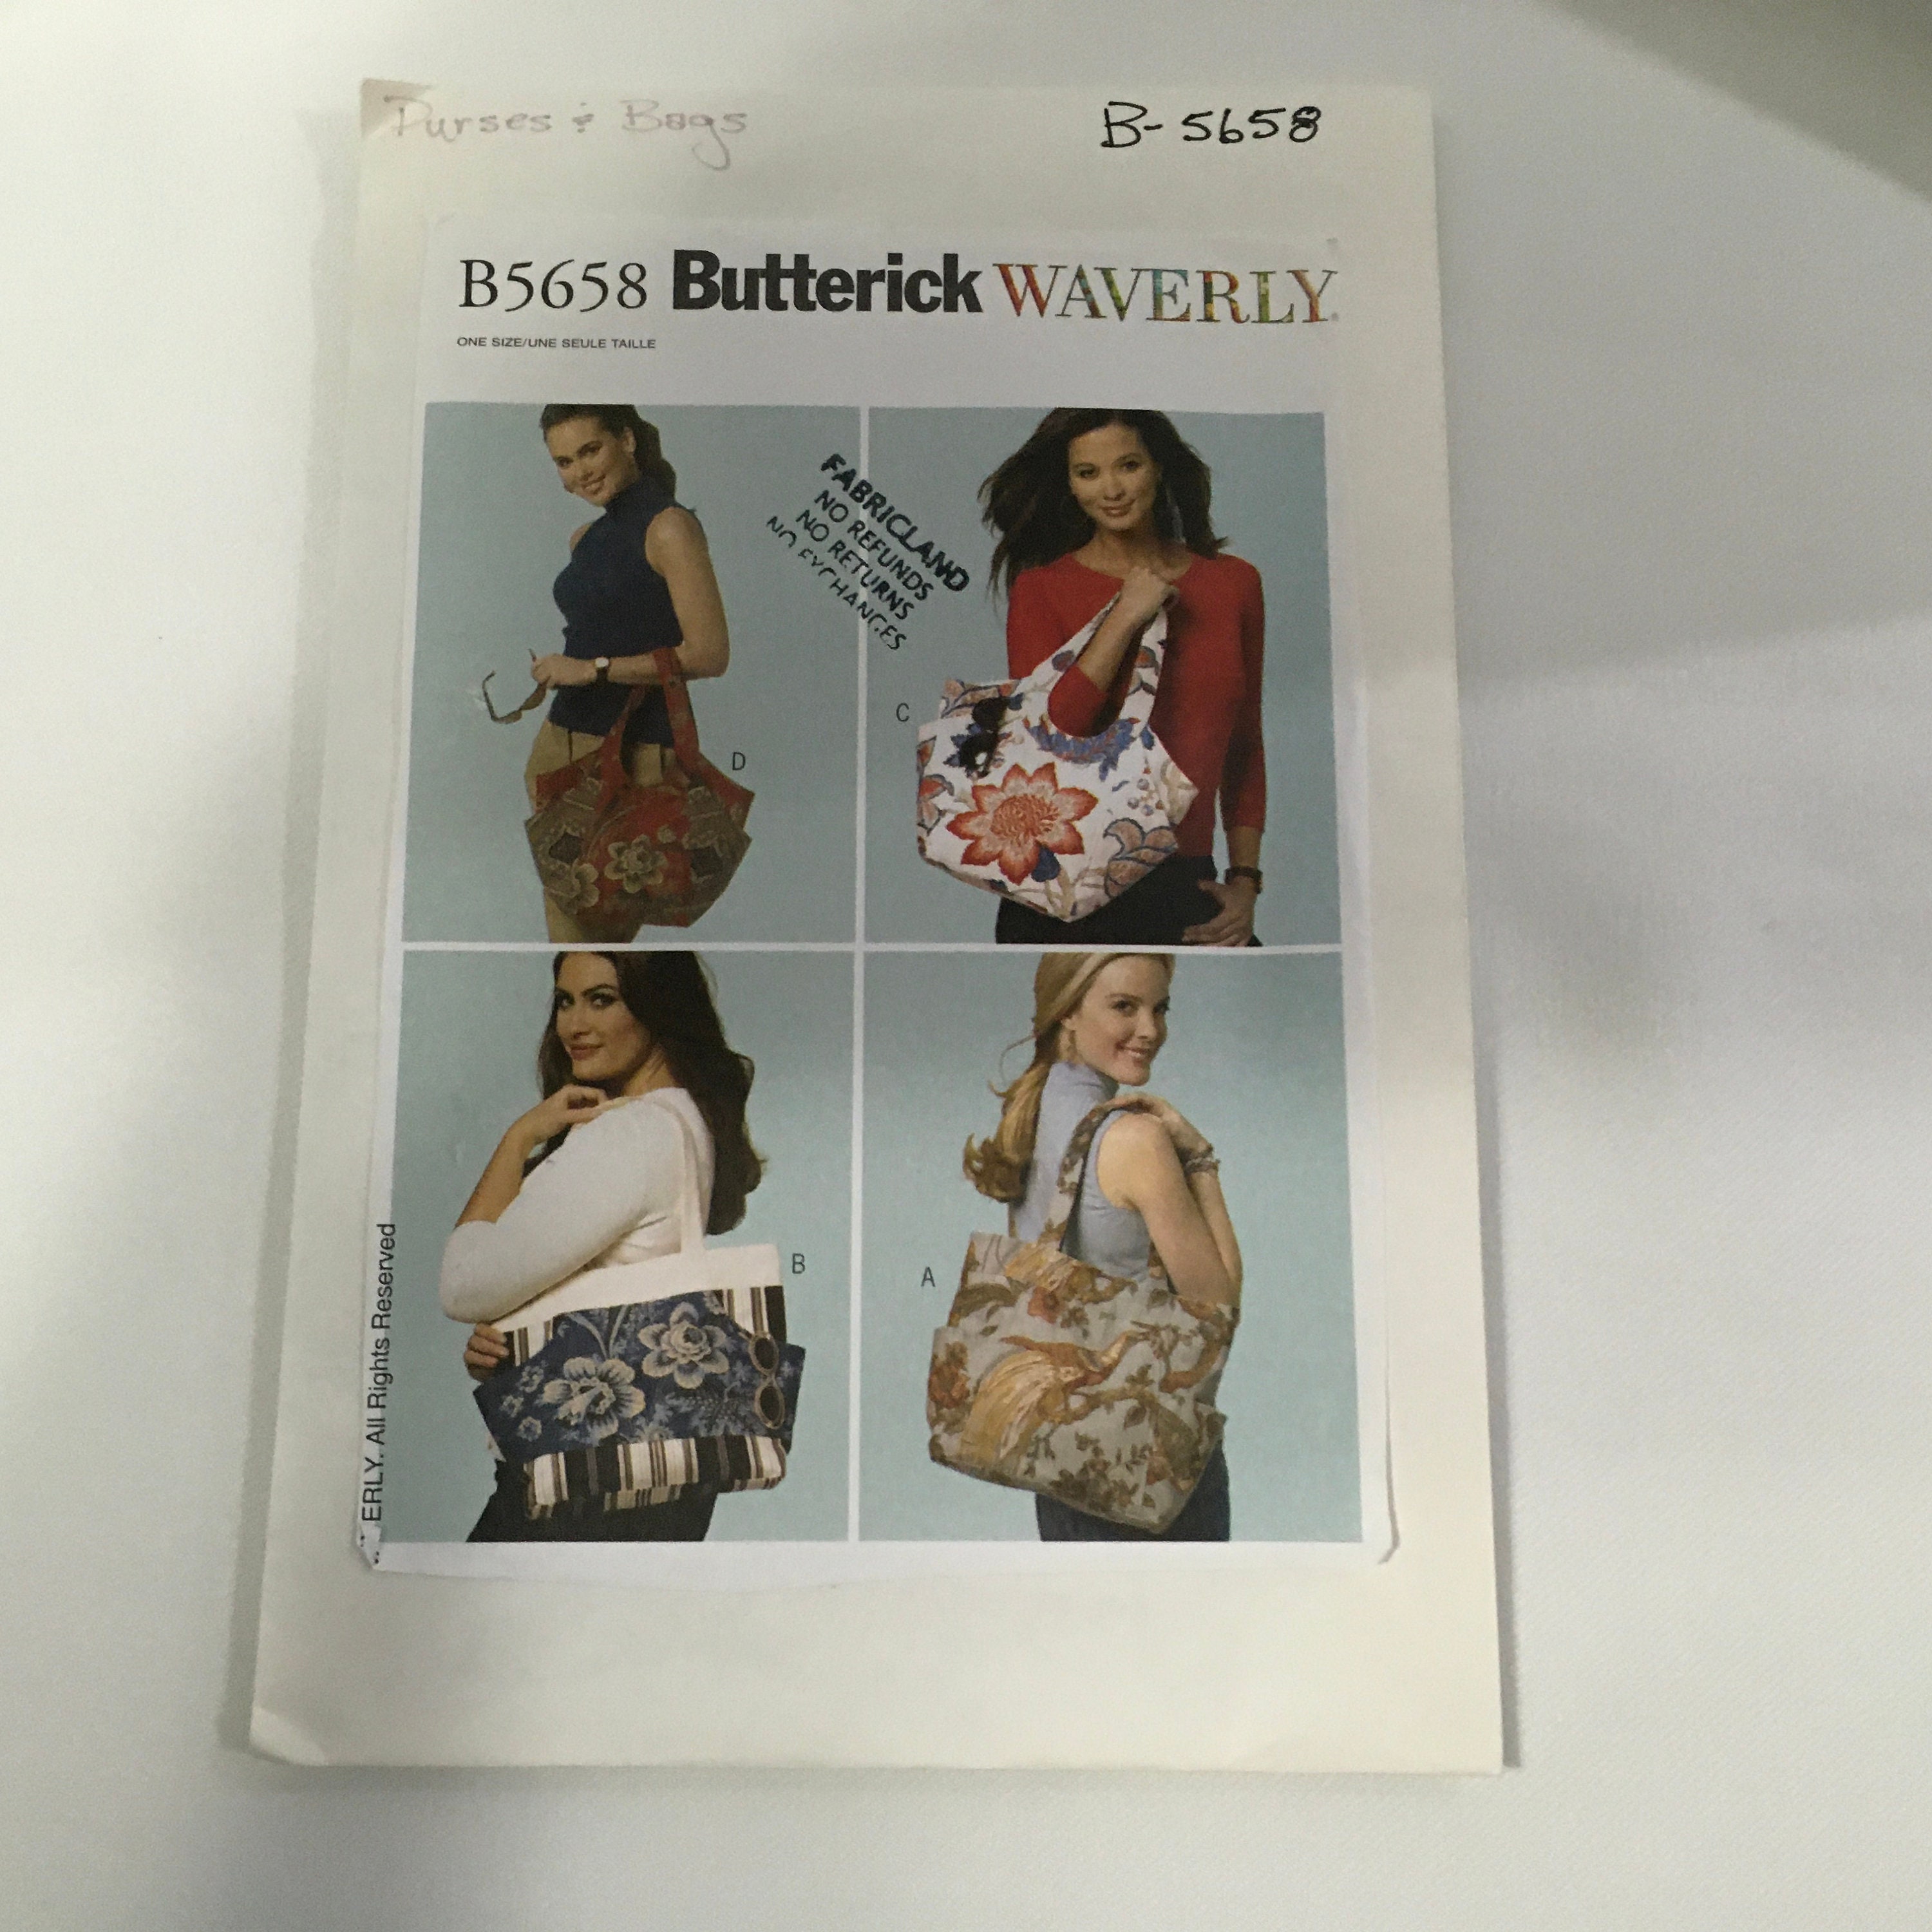 Purses & Bags
B-5658
B5658 Butterick WAVERLY
ONE SIZE/UNE SEULE TAILLE
FABRICLAND
NO REFUNDS
NO RETURNS
NO EXCHANGES
D
C
B
A
ERLY. All Rights Reserved